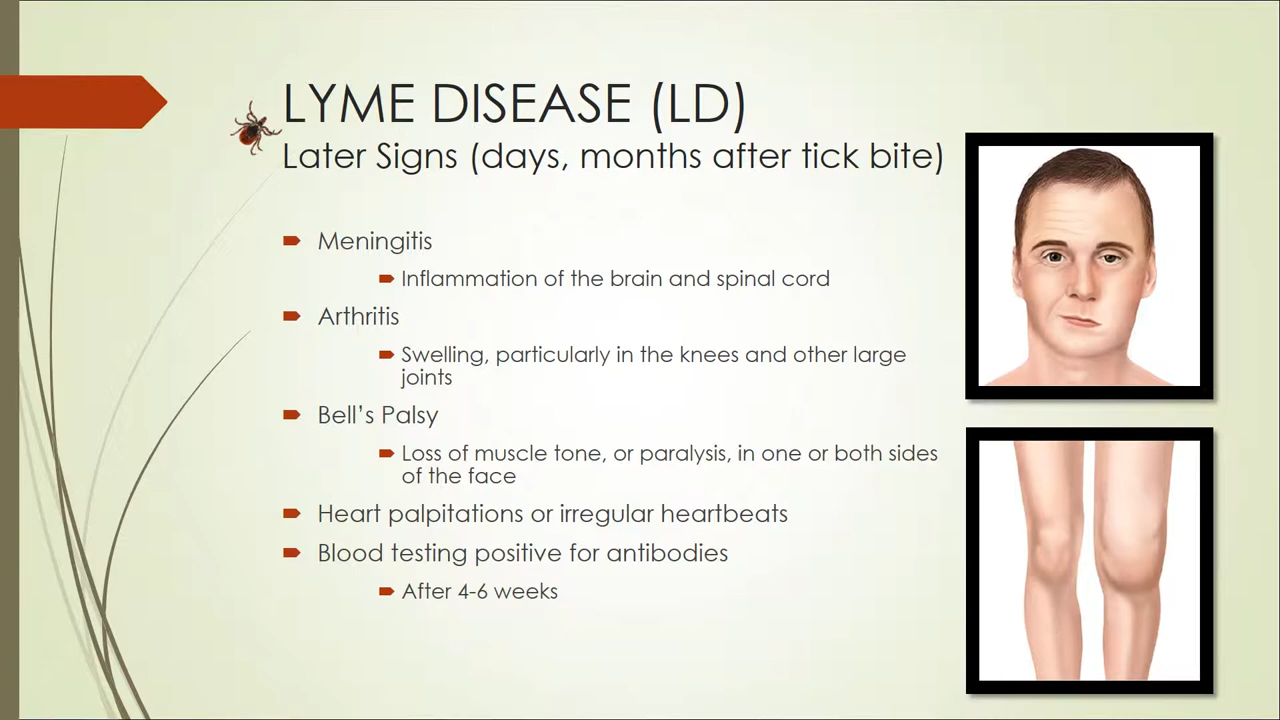 LYME DISEASE (LD)
Later Signs (days, months after tick bite)
Meningitis
Inflammation of the brain and spinal cord
Arthritis
Swelling, particularly in the knees and other large
joints
Bell’s Palsy
Loss of muscle tone, or paralysis, in one or both sides
of the face
Heart palpitations or irregular heartbeats
Blood testing positive for antibodies
After 4-6 weeks